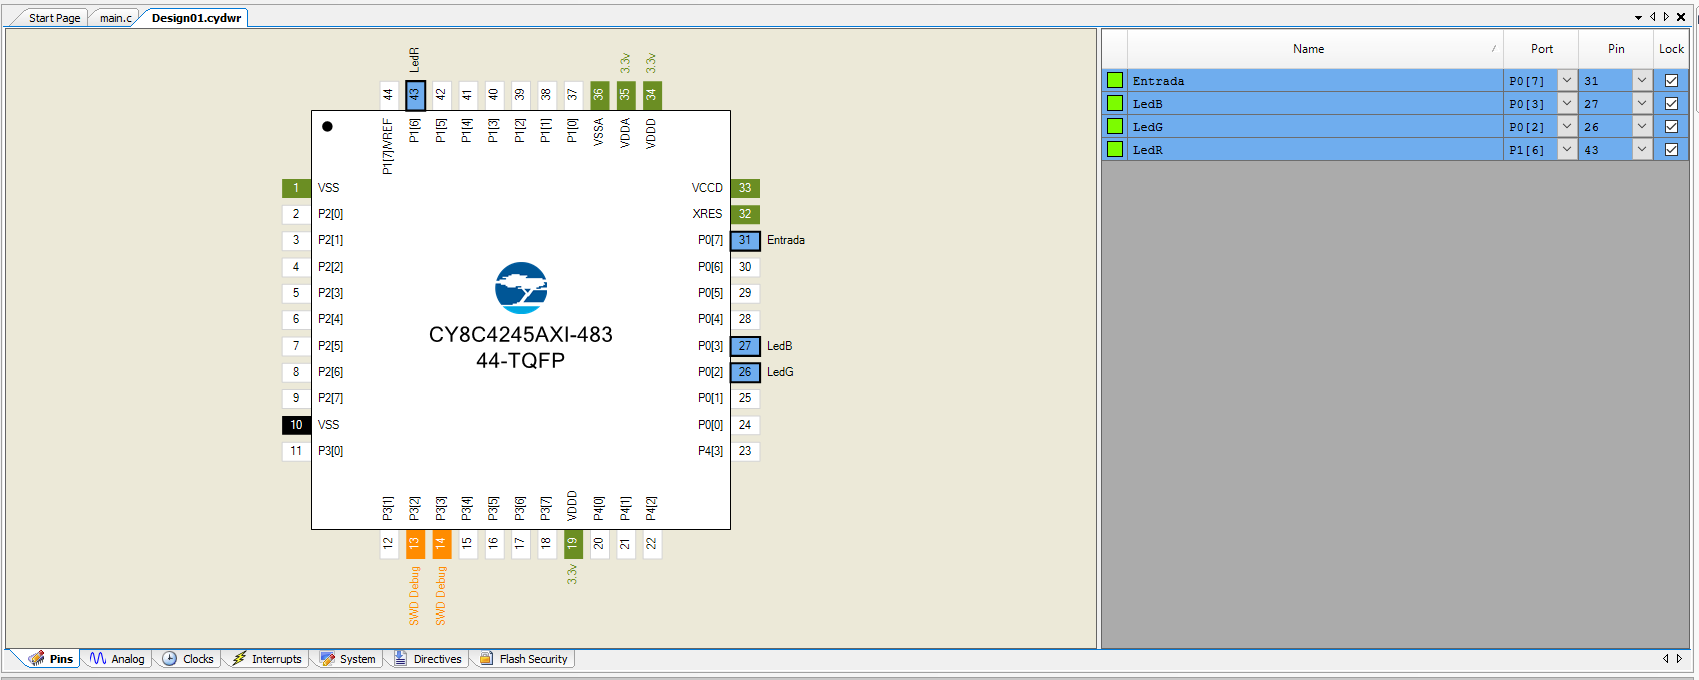 Start Page main.c Design01.cydwr
Name Port Pin Lock
Entrada P0[7] 31
LedB P0[3] 27
LedG P0[2] 26
LedR P1[6] 43
LedR 3.3v 3.3v
44 43 42 41 40 39 38 37 36 35 34
P1[7]/VREF P1[6] P1[5] P1[4] P1[3] P1[2] P1[1] P1[0] VSSA VDDA VDDD
1 VSS VCCD 33
2 P2[0] XRES 32
3 P2[1] P0[7] 31 Entrada
4 P2[2] P0[6] 30
5 P2[3] P0[5] 29
6 P2[4] P0[4] 28
7 P2[5] P0[3] 27 LedB
8 P2[6] P0[2] 26 LedG
9 P2[7] P0[1] 25
10 VSS P0[0] 24
11 P3[0] P4[3] 23
CY8C4245AXI-483
44-TQFP
P3[1] P3[2] P3[3] P3[4] P3[5] P3[6] P3[7] VDDD P4[0] P4[1] P4[2]
12 13 14 15 16 17 18 19 20 21 22
SWD Debug SWD Debug 3.3v
Pins Analog Clocks Interrupts System Directives Flash Security